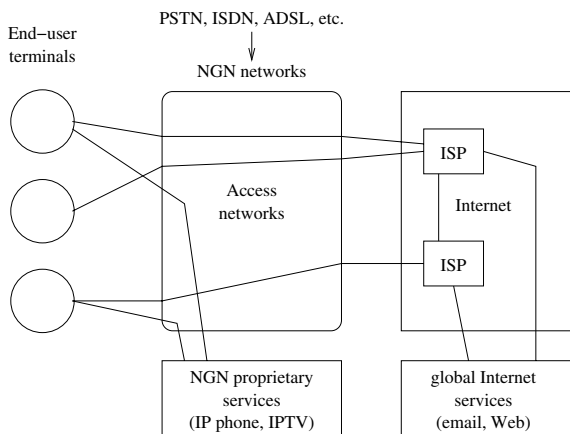 PSTN, ISDN, ADSL, etc.
End−user
terminals
NGN networks
ISP
Access
networks
Internet
ISP
NGN proprietary
services
(IP phone, IPTV)
global Internet
services
(email, Web)